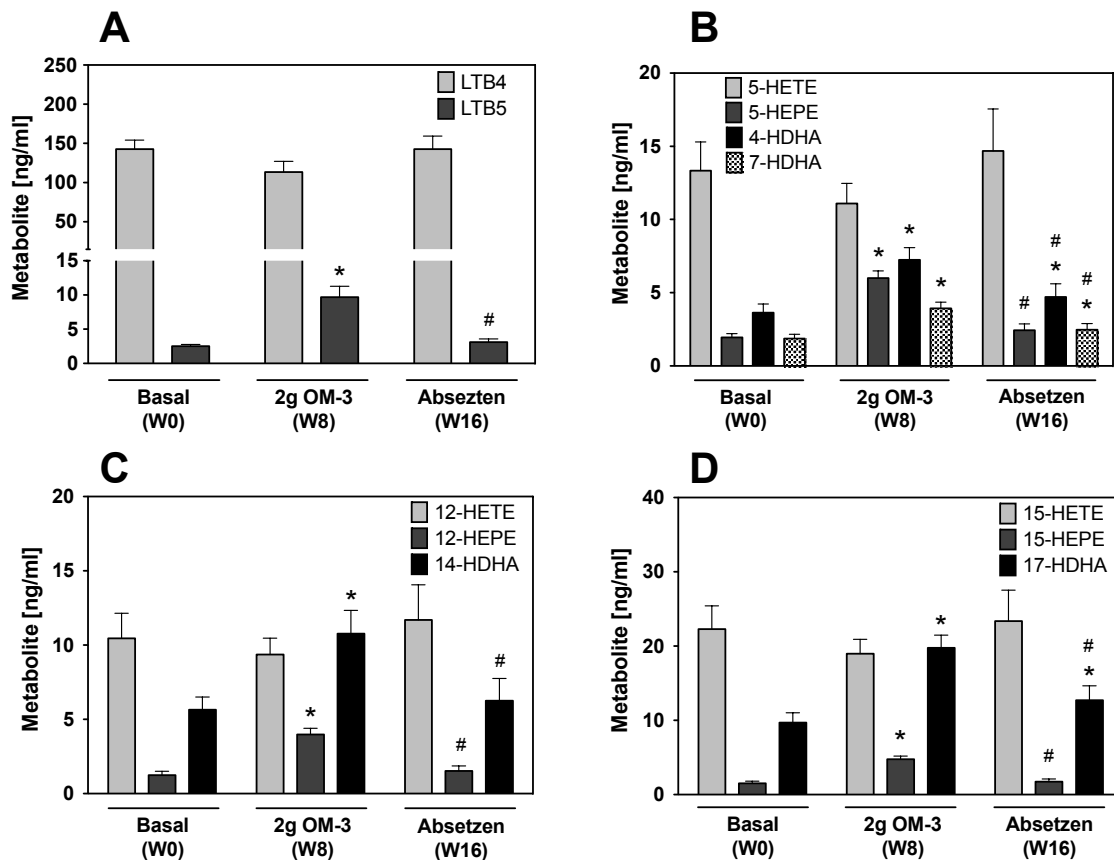 A
Metabolite [ng/ml]
250
200
150
100
50
15
10
5
0
LTB4
LTB5
*
#
Basal
(W0)
2g OM-3
(W8)
Absezten
(W16)
B
Metabolite [ng/ml]
20
15
10
5
0
5-HETE
5-HEPE
4-HDHA
7-HDHA
*
*
*
#
#
*
#
*
Basal
(W0)
2g OM-3
(W8)
Absetzen
(W16)
C
Metabolite [ng/ml]
20
15
10
5
0
12-HETE
12-HEPE
14-HDHA
*
*
#
#
Basal
(W0)
2g OM-3
(W8)
Absetzen
(W16)
D
Metabolite [ng/ml]
40
30
20
10
0
15-HETE
15-HEPE
17-HDHA
*
*
#
#
*
Basal
(W0)
2g OM-3
(W8)
Absetzen
(W16)